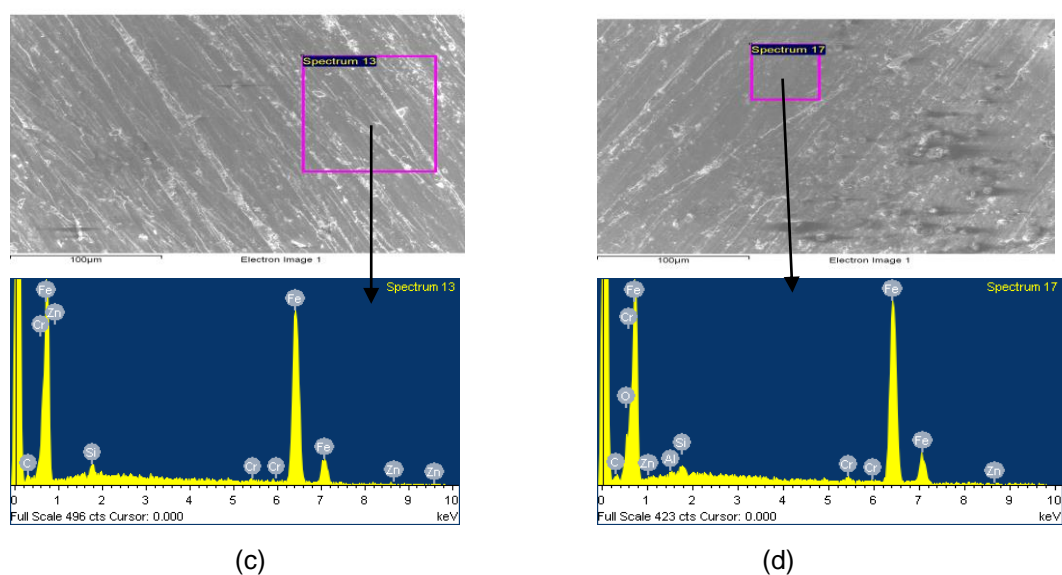 Spectrum 13
100µm Electron Image 1
Spectrum 13
Fe
Cr
Zn
C
Si
Cr
Cr
Fe
Fe
Zn
Zn
0 1 2 3 4 5 6 7 8 9 10
Full Scale 496 cts Cursor: 0.000 keV
(c)
Spectrum 17
100µm Electron Image 1
Spectrum 17
Fe
Cr
O
C
Zn
Al
Si
Cr
Cr
Fe
Fe
Zn
0 1 2 3 4 5 6 7 8 9 10
Full Scale 423 cts Cursor: 0.000 keV
(d)